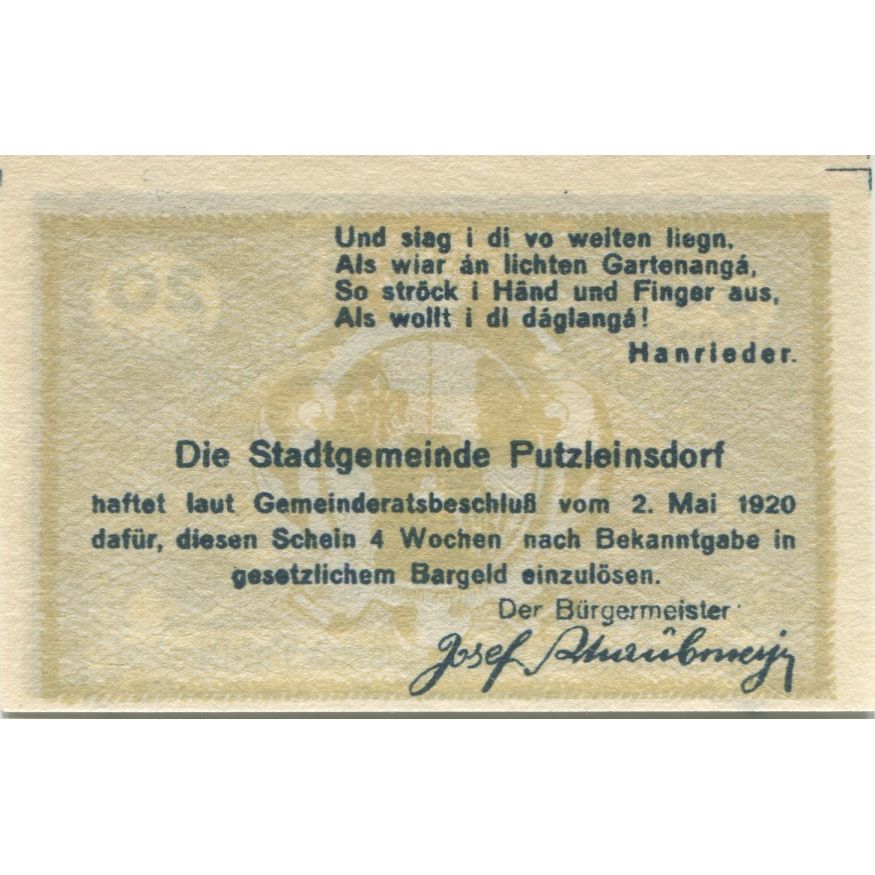 Und siag i di vo weiten liegn,
Als wiar án lichten Gartenangá,
So ströck i Händ und Finger aus,
Als wollt i di dáglangá!
Hanrieder.
Die Stadtgemeinde Putzleinsdorf
haftet laut Gemeinderatsbeschluß vom 2. Mai 1920
dafür, diesen Schein 4 Wochen nach Bekanntgabe in
gesetzlichem Bargeld einzulösen.
Der Bürgermeister
Josef